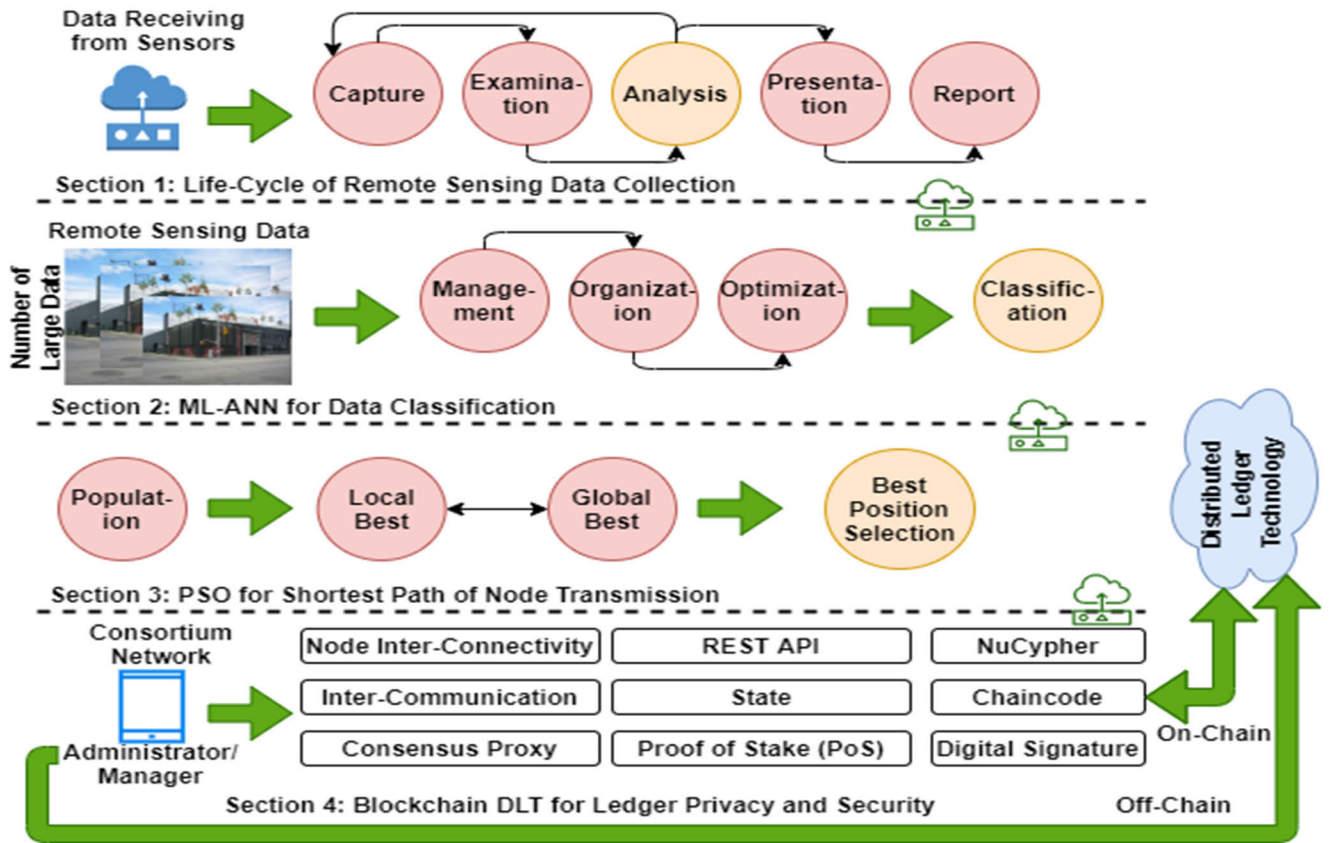 Data Receiving
from Sensors
Capture
Examina-
tion
Analysis
Presenta-
tion
Report
Section 1: Life-Cycle of Remote Sensing Data Collection
Remote Sensing Data
Number of
Large Data
Manage-
ment
Organizat-
ion
Optimizat-
ion
Classific-
ation
Section 2: ML-ANN for Data Classification
Populat-
ion
Local
Best
Global
Best
Best
Position
Selection
Distributed
Ledger
Technology
Section 3: PSO for Shortest Path of Node Transmission
Consortium
Network
Administrator/
Manager
Node Inter-Connectivity
REST API
NuCypher
Inter-Communication
State
Chaincode
Consensus Proxy
Proof of Stake (PoS)
Digital Signature
On-Chain
Section 4: Blockchain DLT for Ledger Privacy and Security
Off-Chain